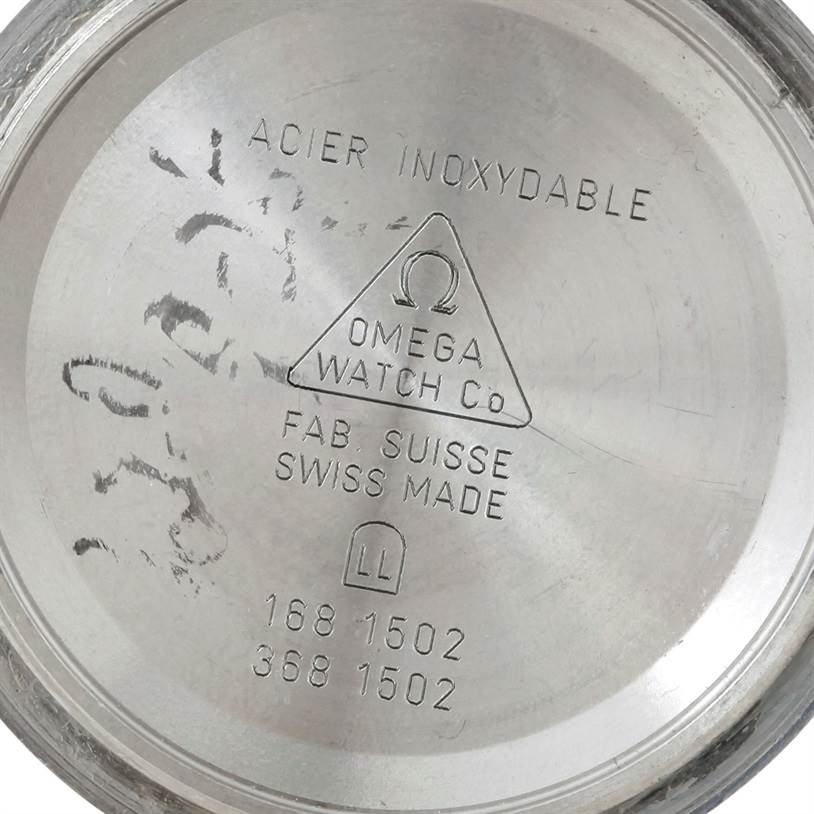 ACIER INOXYDABLE
Ω
OMEGA
WATCH Co
FAB. SUISSE
SWISS MADE
LL
168 1502
368 1502